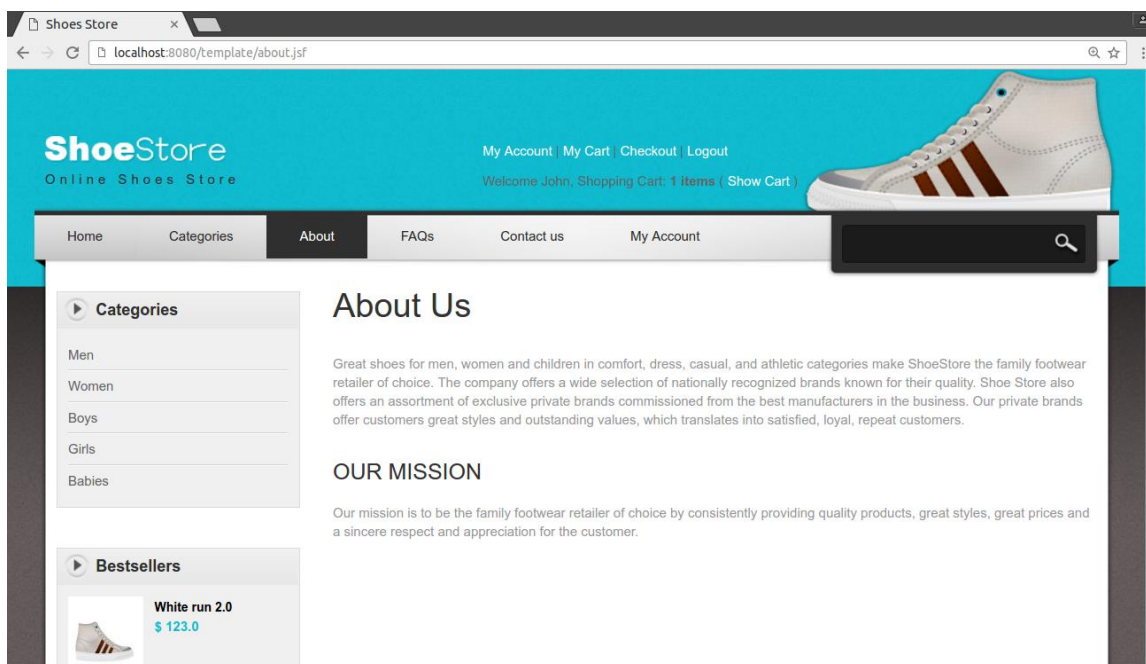 Shoes Store
localhost:8080/template/about.jsf
ShoeStore
Online Shoes Store
My Account | My Cart | Checkout | Logout
Welcome John, Shopping Cart: 1 items ( Show Cart )
Home Categories About FAQs Contact us My Account
Categories
Men
Women
Boys
Girls
Babies
Bestsellers
White run 2.0
$ 123.0
About Us
Great shoes for men, women and children in comfort, dress, casual, and athletic categories make ShoeStore the family footwear
retailer of choice. The company offers a wide selection of nationally recognized brands known for their quality. Shoe Store also
offers an assortment of exclusive private brands commissioned from the best manufacturers in the business. Our private brands
offer customers great styles and outstanding values, which translates into satisfied, loyal, repeat customers.
OUR MISSION
Our mission is to be the family footwear retailer of choice by consistently providing quality products, great styles, great prices and
a sincere respect and appreciation for the customer.